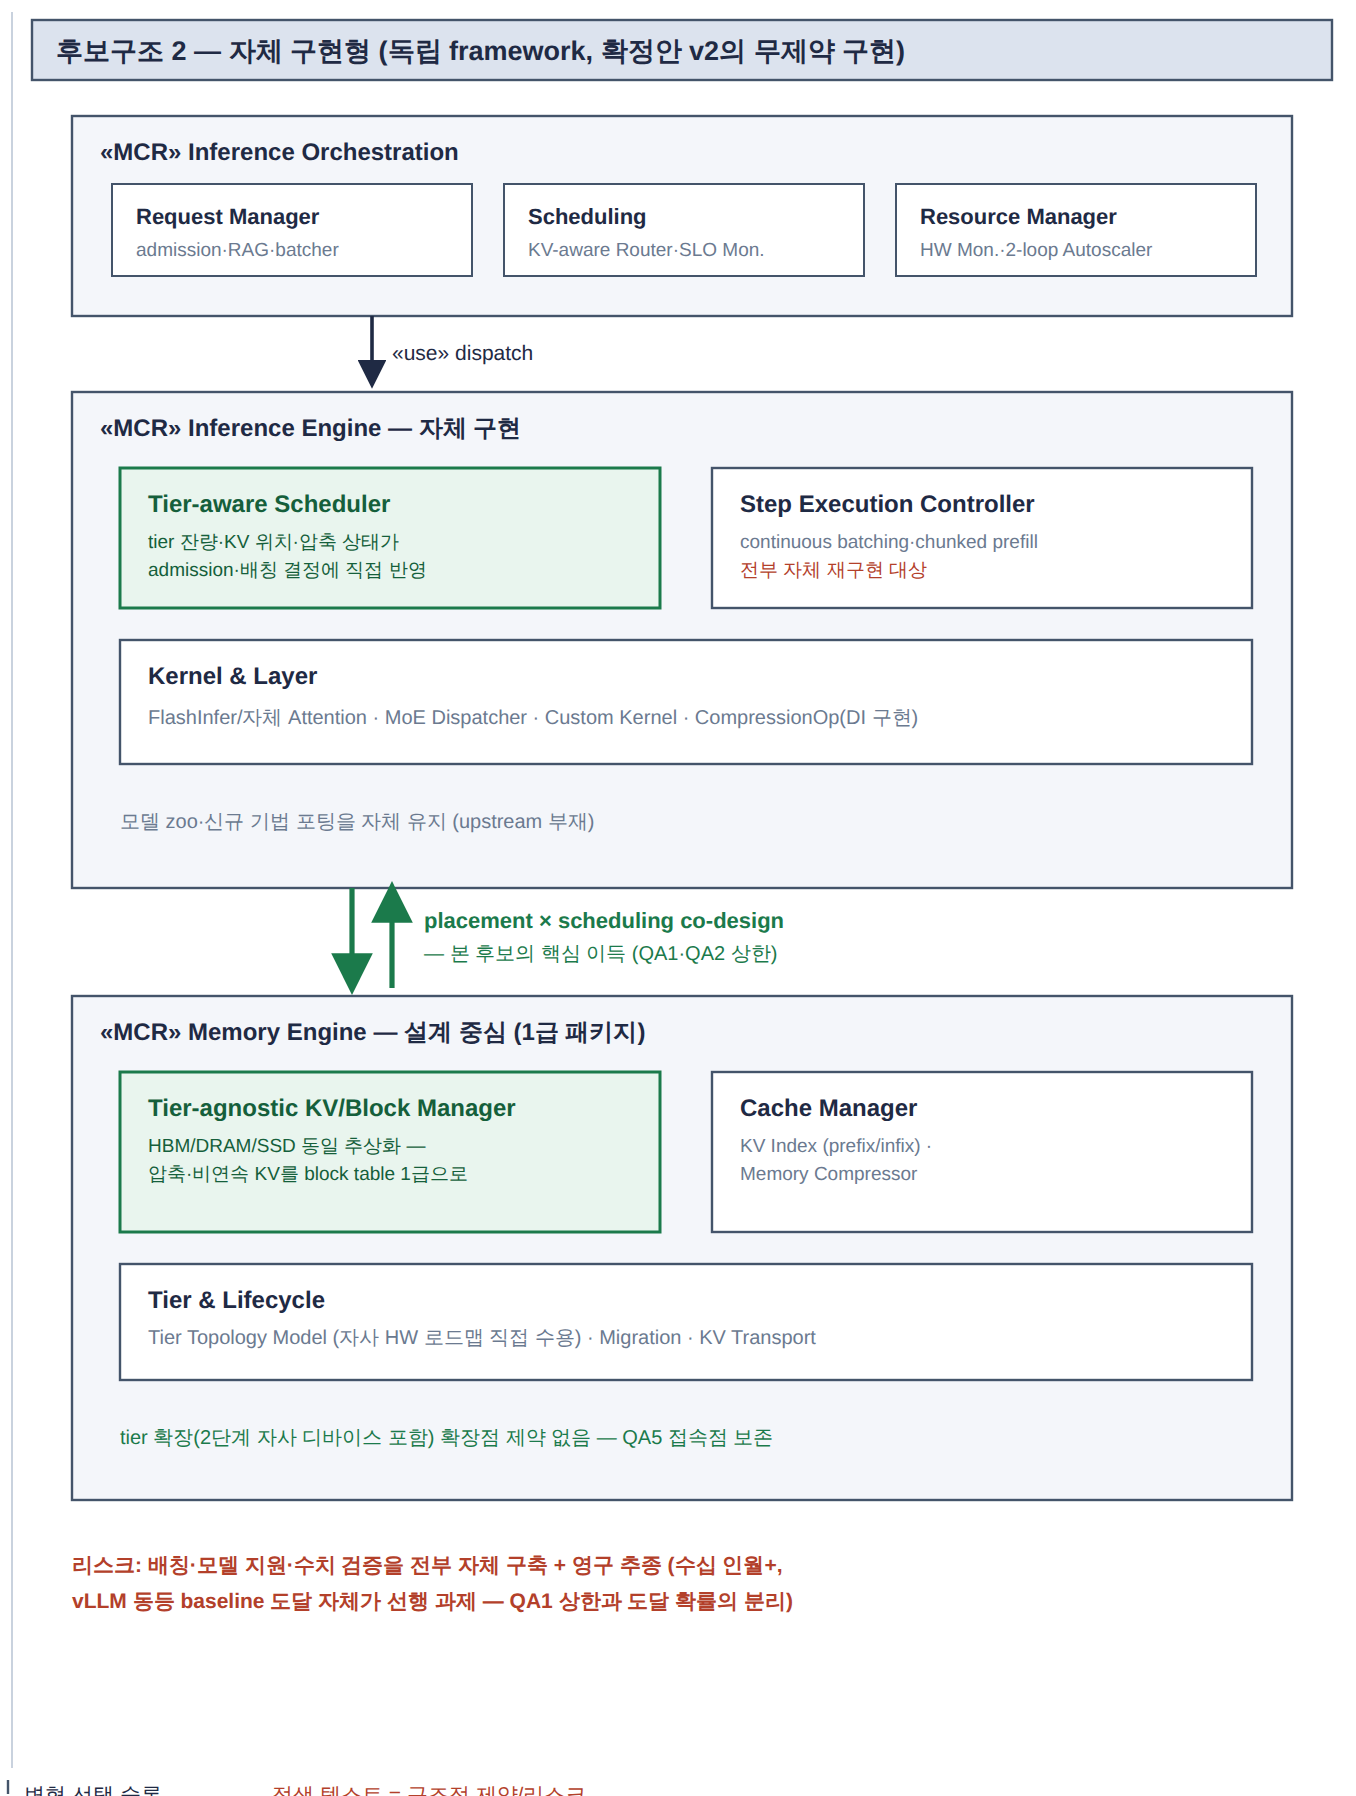 후보구조 2 — 자체 구현형 (독립 framework, 확정안 v2의 무제약 구현)
«MCR» Inference Orchestration
Request Manager
admission·RAG·batcher
Scheduling
KV-aware Router·SLO Mon.
Resource Manager
HW Mon.·2-loop Autoscaler
«use» dispatch
«MCR» Inference Engine — 자체 구현
Tier-aware Scheduler
tier 잔량·KV 위치·압축 상태가
admission·배칭 결정에 직접 반영
Step Execution Controller
continuous batching·chunked prefill
전부 자체 재구현 대상
Kernel & Layer
FlashInfer/자체 Attention · MoE Dispatcher · Custom Kernel · CompressionOp(DI 구현)
모델 zoo·신규 기법 포팅을 자체 유지 (upstream 부재)
placement × scheduling co-design
— 본 후보의 핵심 이득 (QA1·QA2 상한)
«MCR» Memory Engine — 설계 중심 (1급 패키지)
Tier-agnostic KV/Block Manager
HBM/DRAM/SSD 동일 추상화 —
압축·비연속 KV를 block table 1급으로
Cache Manager
KV Index (prefix/infix) ·
Memory Compressor
Tier & Lifecycle
Tier Topology Model (자사 HW 로드맵 직접 수용) · Migration · KV Transport
tier 확장(2단계 자사 디바이스 포함) 확장점 제약 없음 — QA5 접속점 보존
리스크: 배칭·모델 지원·수치 검증을 전부 자체 구축 + 영구 추종 (수십 인월+,
vLLM 동등 baseline 도달 자체가 선행 과제 — QA1 상한과 도달 확률의 분리)
선택 텍스트 = 구조적 제약/리스크